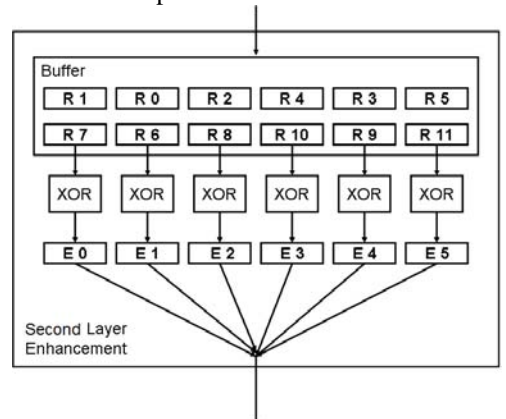 Buffer
R 1 R 0 R 2 R 4 R 3 R 5
R 7 R 6 R 8 R 10 R 9 R 11
XOR XOR XOR XOR XOR XOR
E 0 E 1 E 2 E 3 E 4 E 5
Second Layer
Enhancement